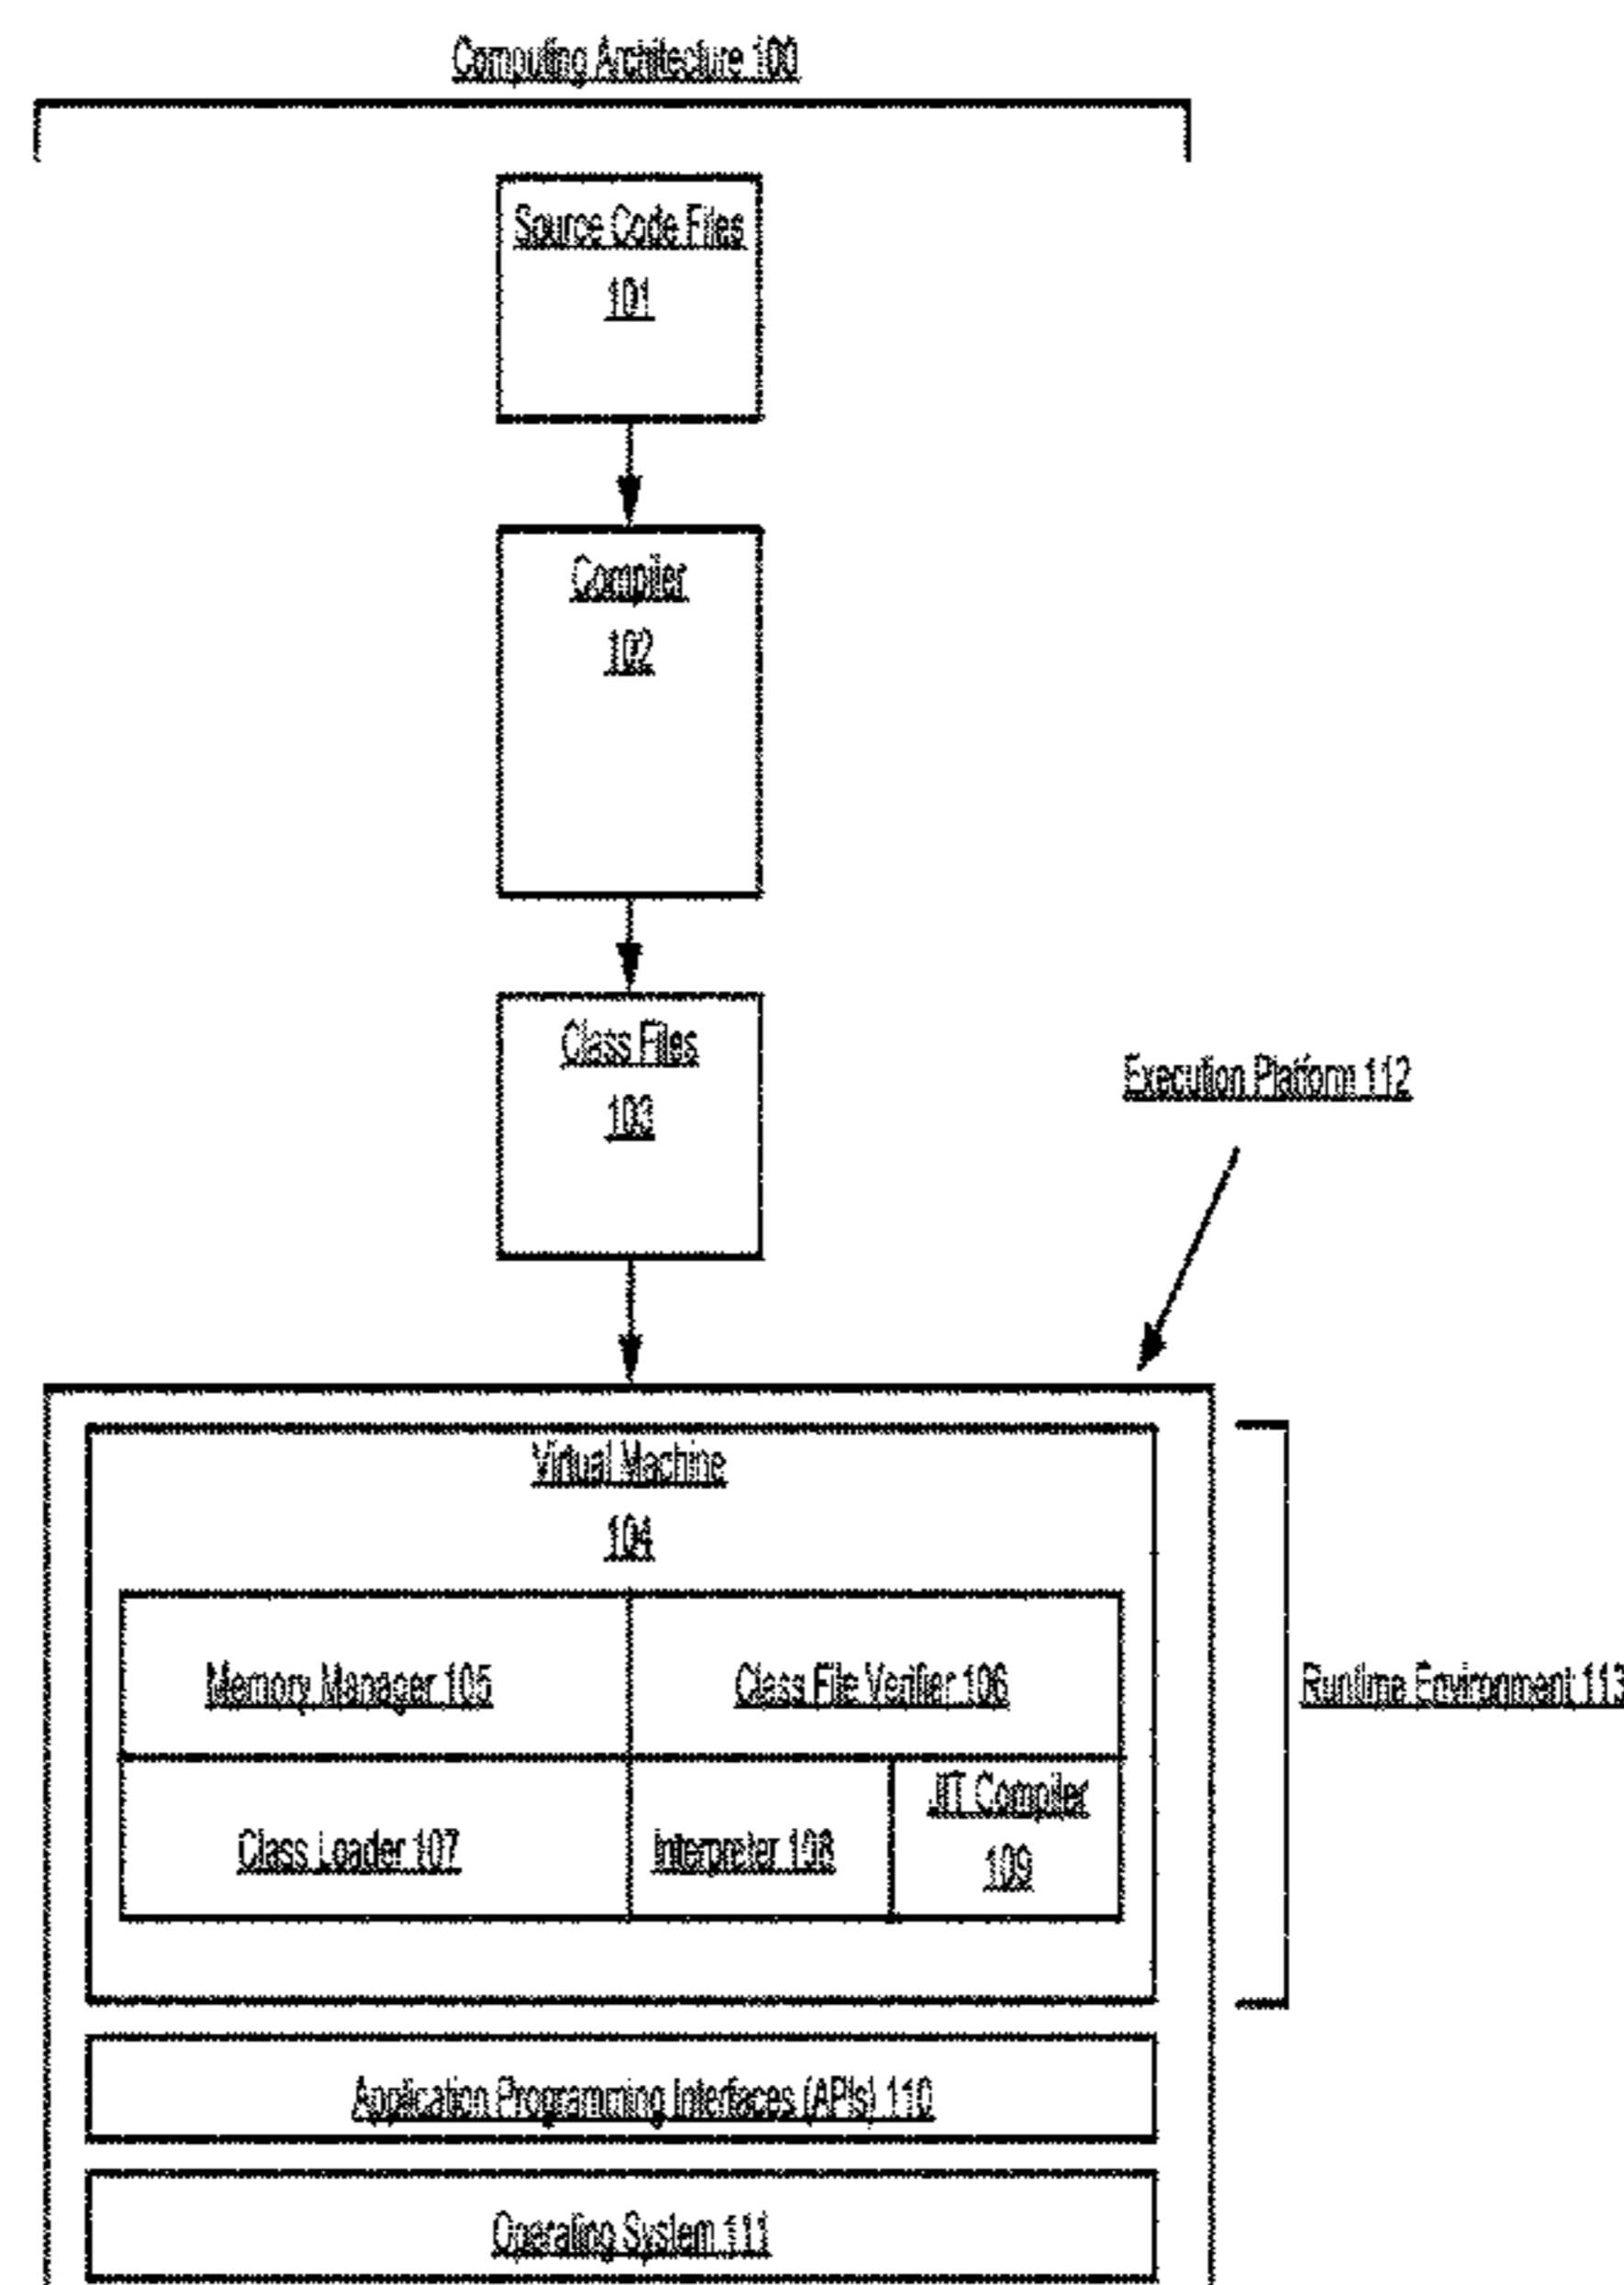 Computing Architecture 100
Source Code Files
101
Compiler
102
Class Files
103
Execution Platform 112
Virtual Machine
104
Memory Manager 105
Class File Verifier 106
Runtime Environment 113
Class Loader 107
Interpreter 108
JIT Compiler
109
Application Programming Interfaces (APIs) 110
Operating System 111